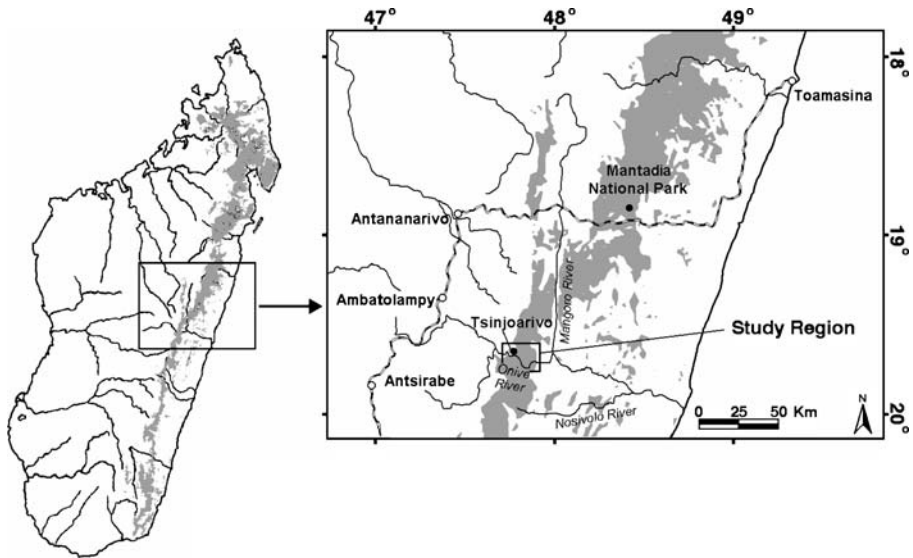 47° 48° 49°
18°
Toamasina
Mantadia
National Park
Antananarivo
19°
Ambatolampy
Mangoro River
Tsinjoarivo
Study Region
Onive
River
Antsirabe
Nosivolo River
N
0 25 50 Km
20°